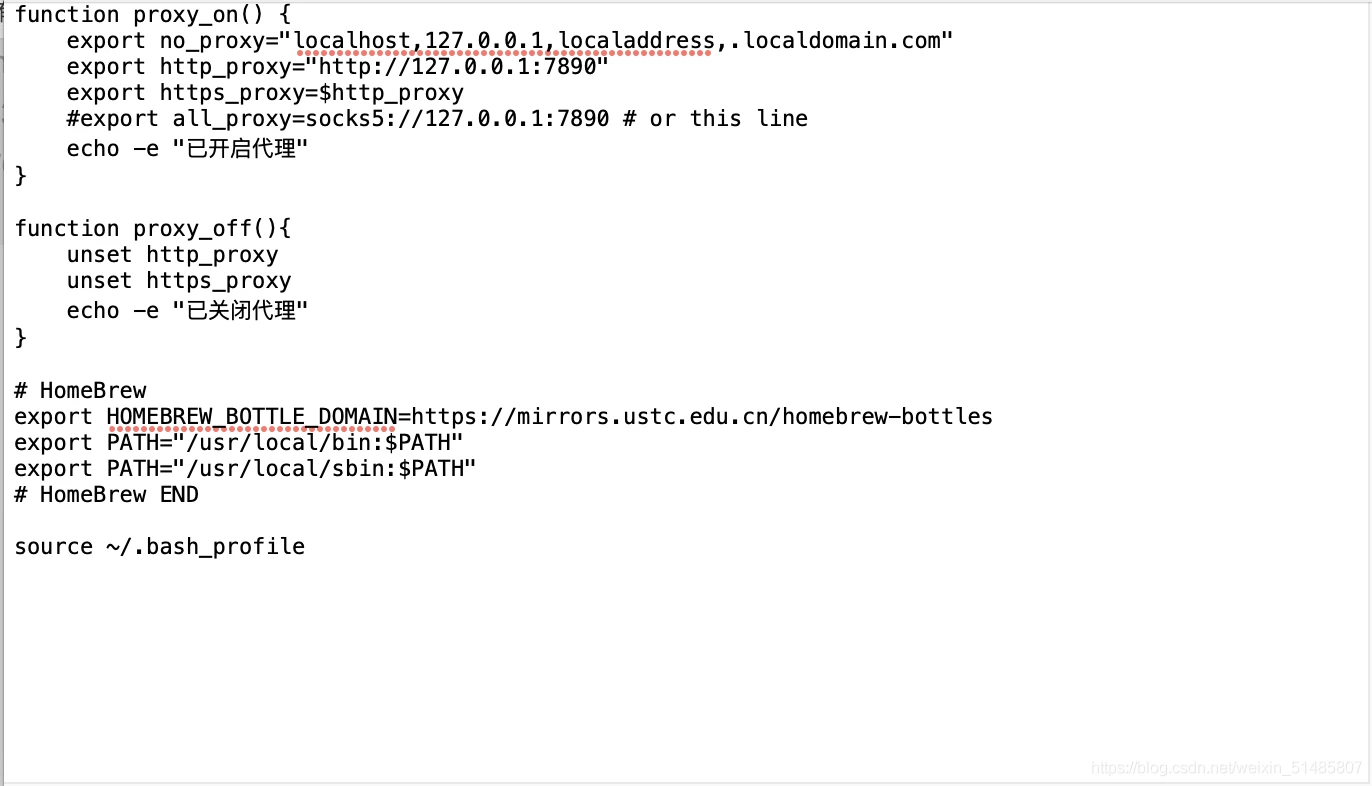 function proxy_on() {
    export no_proxy="localhost,127.0.0.1,localaddress,.localdomain.com"
    export http_proxy="http://127.0.0.1:7890"
    export https_proxy=$http_proxy
    #export all_proxy=socks5://127.0.0.1:7890 # or this line
    echo -e "已开启代理"
}

function proxy_off(){
    unset http_proxy
    unset https_proxy
    echo -e "已关闭代理"
}

# HomeBrew
export HOMEBREW_BOTTLE_DOMAIN=https://mirrors.ustc.edu.cn/homebrew-bottles
export PATH="/usr/local/bin:$PATH"
export PATH="/usr/local/sbin:$PATH"
# HomeBrew END

source ~/.bash_profile
https://blog.csdn.net/weixin_51485807